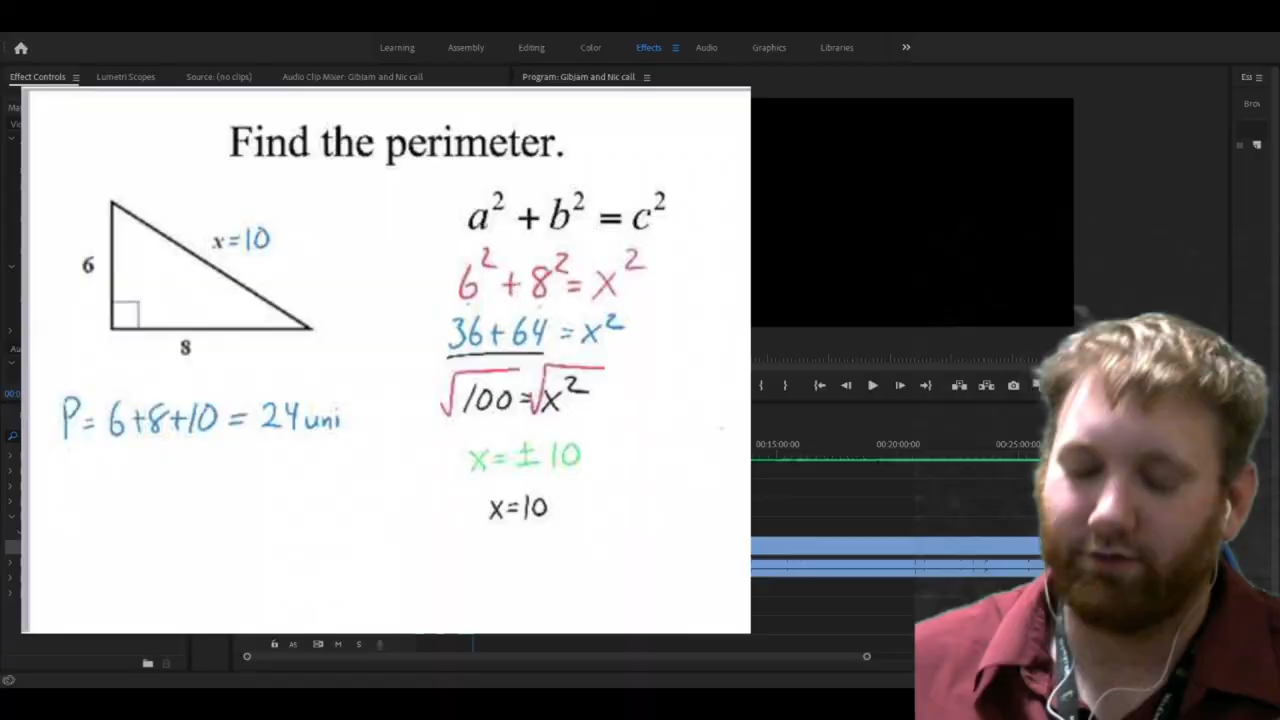 Learning Assembly Editing Color Effects Audio Graphics Libraries
Effect Controls Lumetri Scopes Source: (no clips) Audio Clip Mixer: Gibjam and Nic call Program: Gibjam and Nic call Ess
Find the perimeter.
a² + b² = c²
6² + 8² = x²
36 + 64 = x²
√100 = √x²
x = ± 10
x = 10
6
x = 10
8
P = 6+8+10 = 24 uni
00:15:00:00 00:20:00:00 00:25:00:00
M S